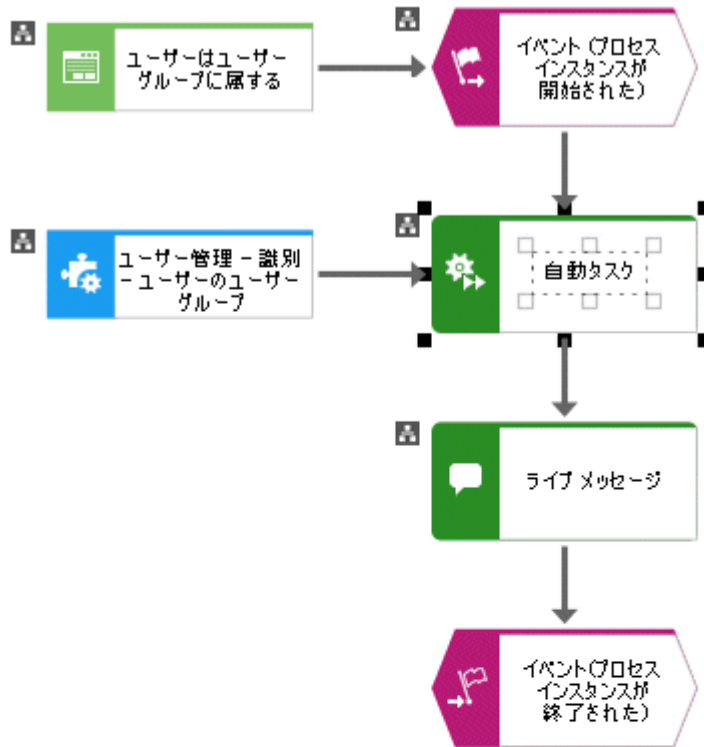 ユーザーはユーザー
グループに属する
イベント (プロセス
インスタンスが
開始された)
ユーザー管理 – 識別
– ユーザーのユーザー
グループ
自動タスク
ライブ メッセージ
イベント(プロセス
インスタンスが
終了された)